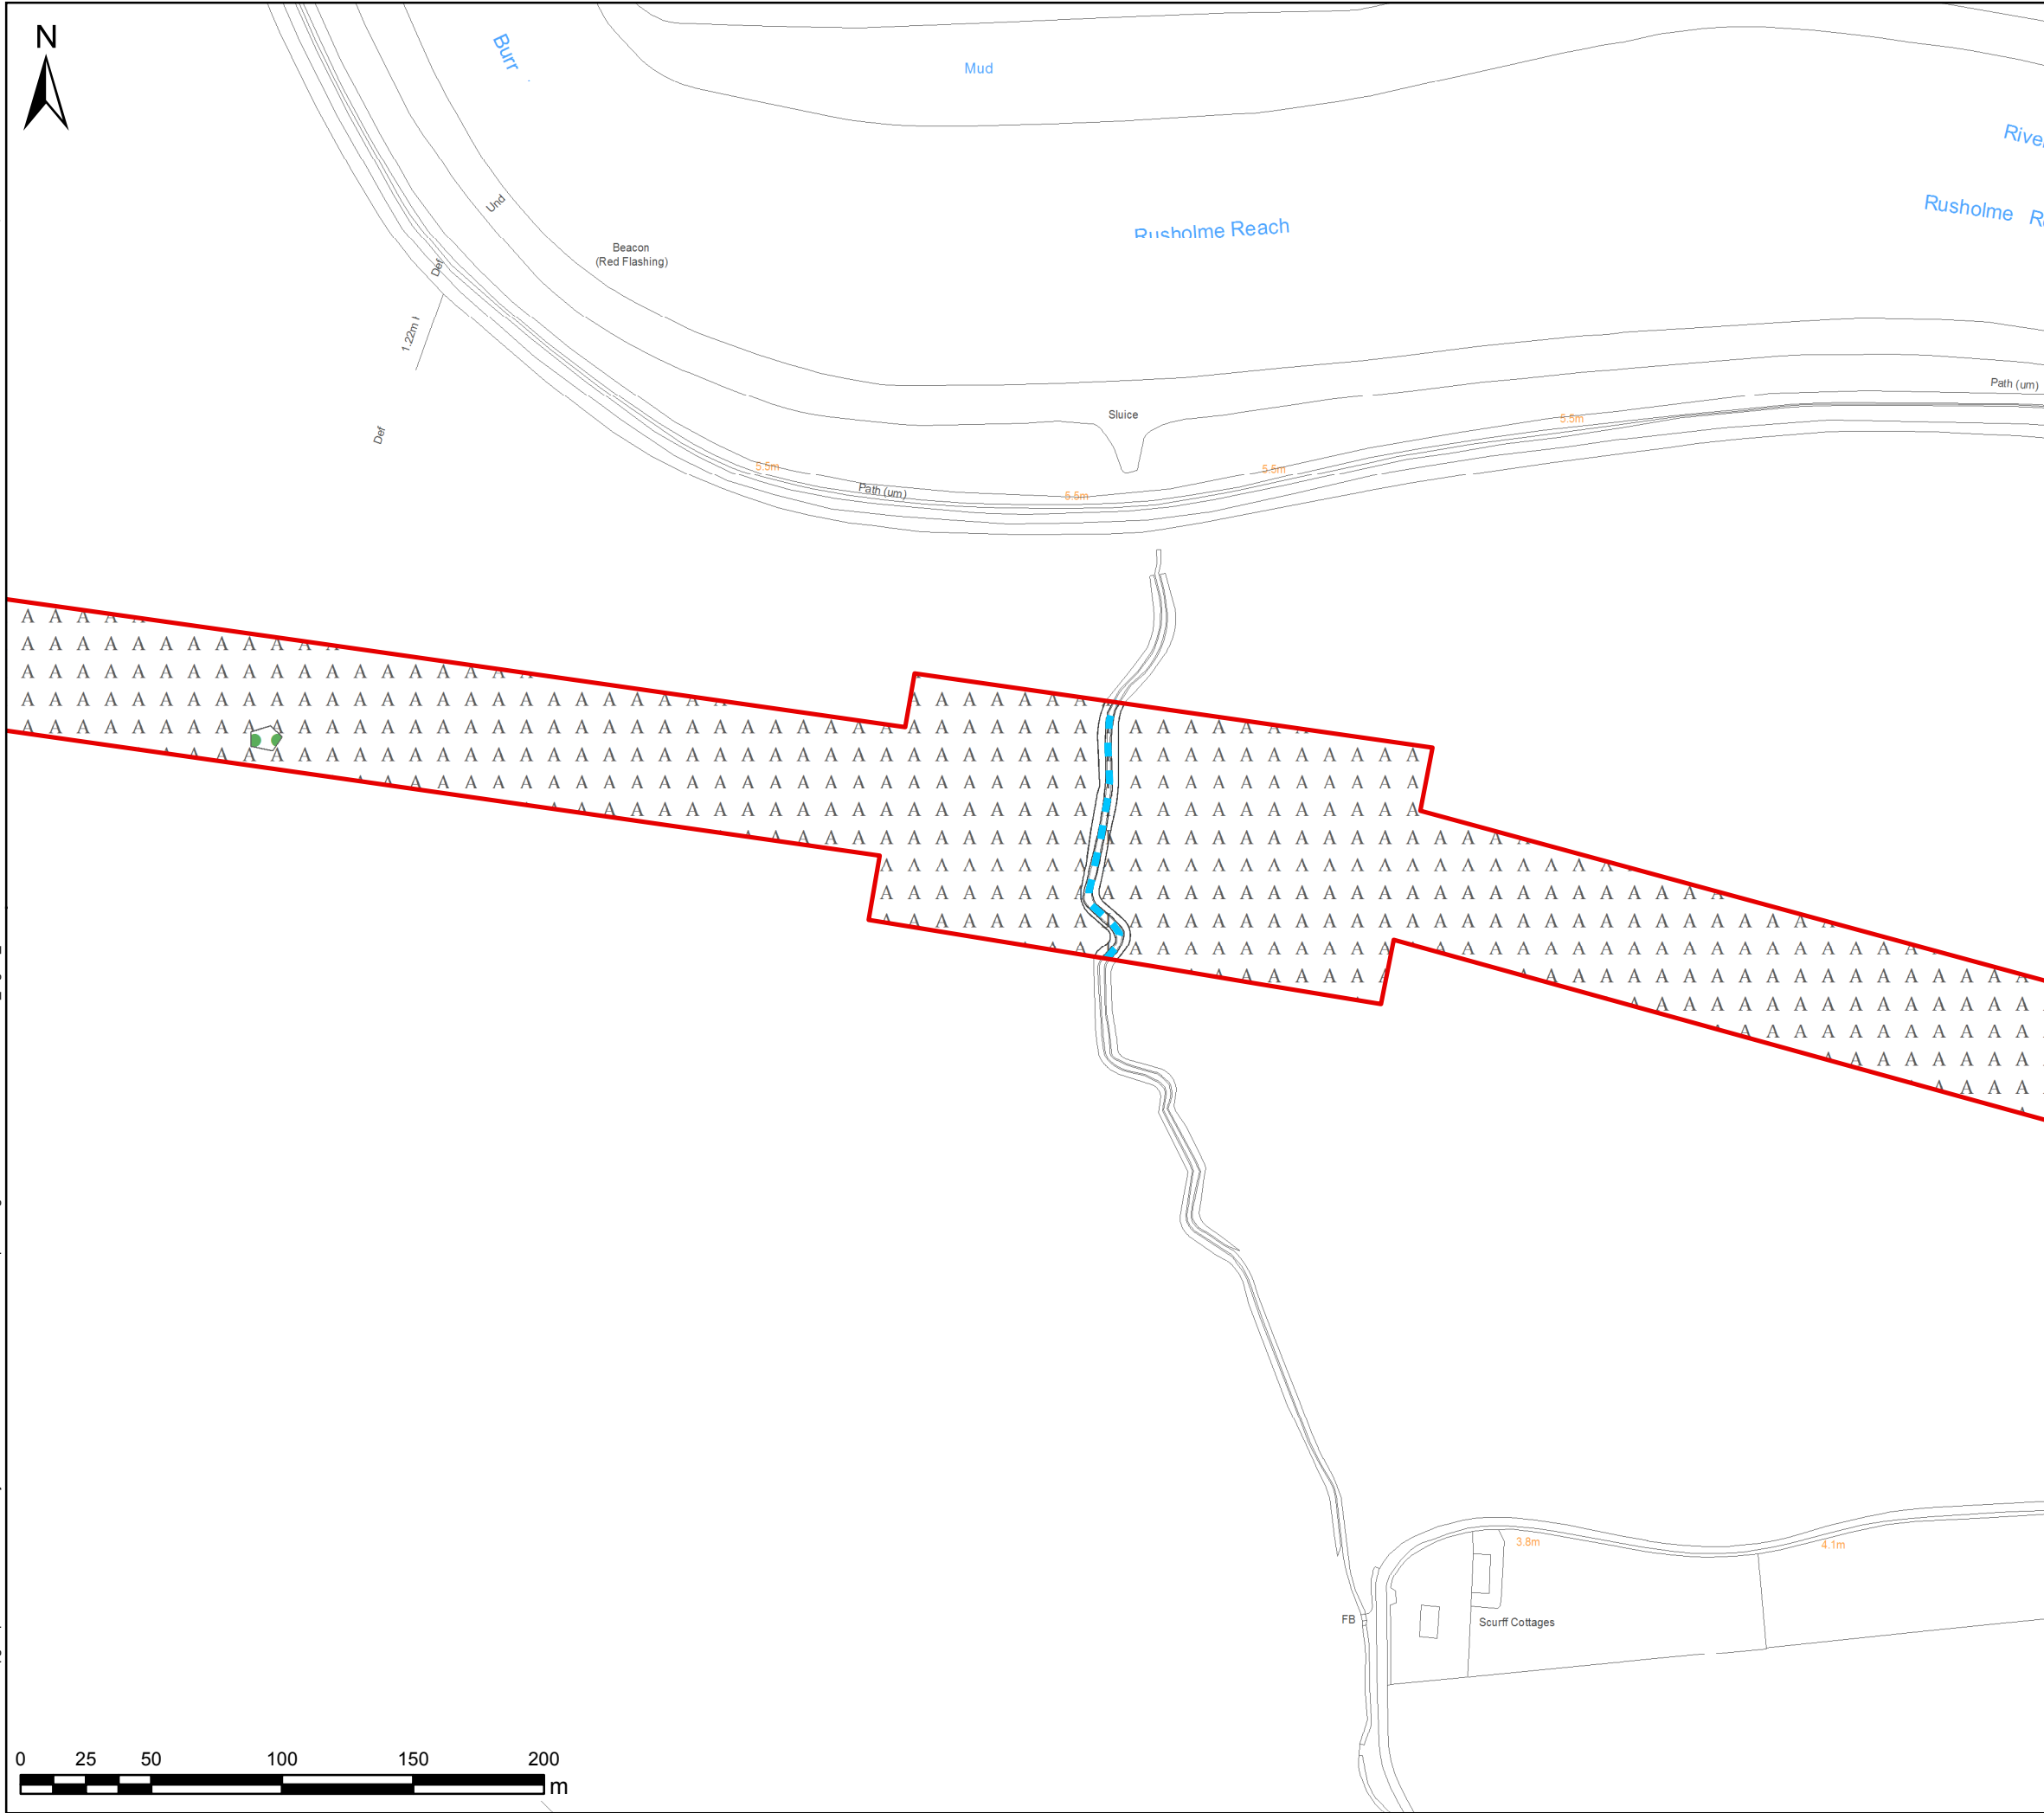 N
Burr
Mud
Rusholme Reach
Rusholme
Und
Beacon
(Red Flashing)
Def
1.22m
Def
Path (um)
Sluice
5.5m
5.5m
5.5m
5.5m
Path (um)
3.8m
4.1m
FB
Scurff Cottages
0 25 50 100 150 200
m